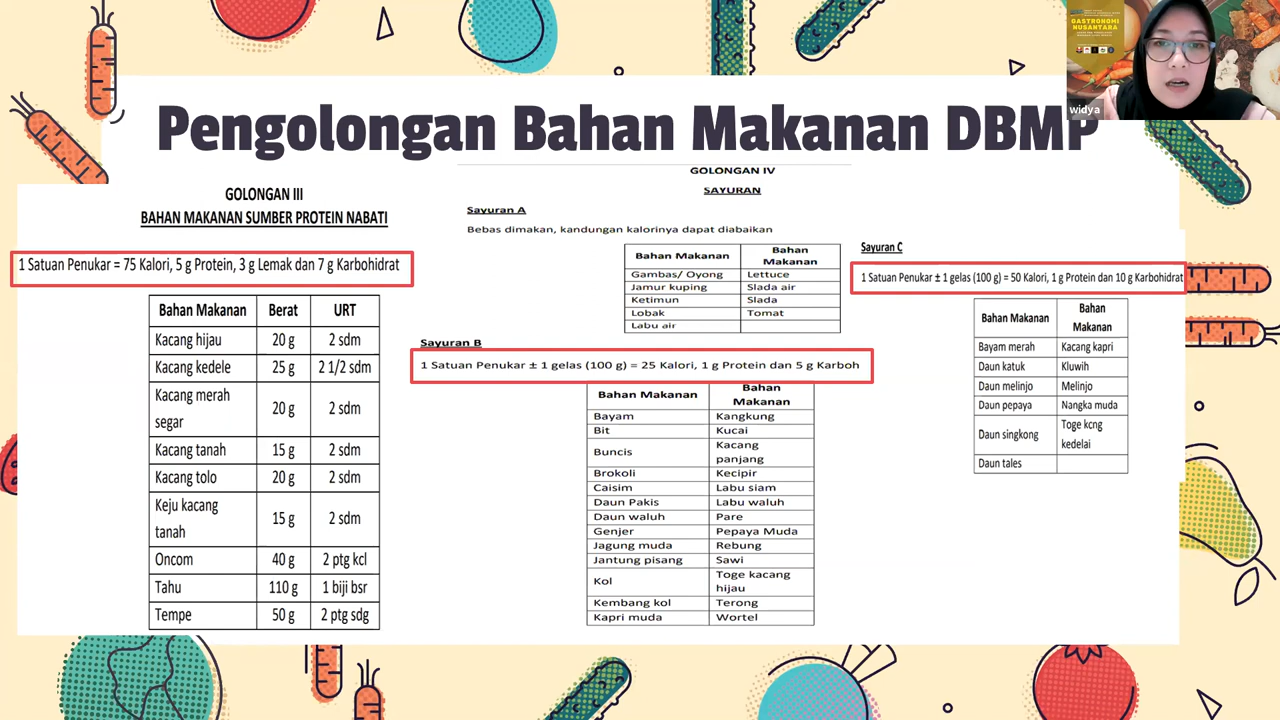 GASTRONOMI
NUSANTARA
widya
Pengolongan Bahan Makanan DBMP
GOLONGAN III
BAHAN MAKANAN SUMBER PROTEIN NABATI
1 Satuan Penukar = 75 Kalori, 5 g Protein, 3 g Lemak dan 7 g Karbohidrat
Bahan Makanan Berat URT
Kacang hijau 20 g 2 sdm
Kacang kedele 25 g 2 1/2 sdm
Kacang merah
segar 20 g 2 sdm
Kacang tanah 15 g 2 sdm
Kacang tolo 20 g 2 sdm
Keju kacang
tanah 15 g 2 sdm
Oncom 40 g 2 ptg kcl
Tahu 110 g 1 biji bsr
Tempe 50 g 2 ptg sdg
GOLONGAN IV
SAYURAN
Sayuran A
Bebas dimakan, kandungan kalorinya dapat diabaikan
Bahan Makanan Bahan
Makanan
Gambas/ Oyong Lettuce
Jamur kuping Slada air
Ketimun Slada
Lobak Tomat
Labu air
Sayuran B
1 Satuan Penukar ± 1 gelas (100 g) = 25 Kalori, 1 g Protein dan 5 g Karboh
Bahan Makanan Bahan
Makanan
Bayam Kangkung
Bit Kucai
Buncis Kacang
panjang
Brokoli Kecipir
Caisim Labu siam
Daun Pakis Labu waluh
Daun waluh Pare
Genjer Pepaya Muda
Jagung muda Rebung
Jantung pisang Sawi
Kol Toge kacang
hijau
Kembang kol Terong
Kapri muda Wortel
Sayuran C
1 Satuan Penukar ± 1 gelas (100 g) = 50 Kalori, 1 g Protein dan 10 g Karbohidrat
Bahan Makanan Bahan
Makanan
Bayam merah Kacang kapri
Daun katuk Kluwih
Daun melinjo Melinjo
Daun pepaya Nangka muda
Daun singkong Toge kcng
kedelai
Daun tales